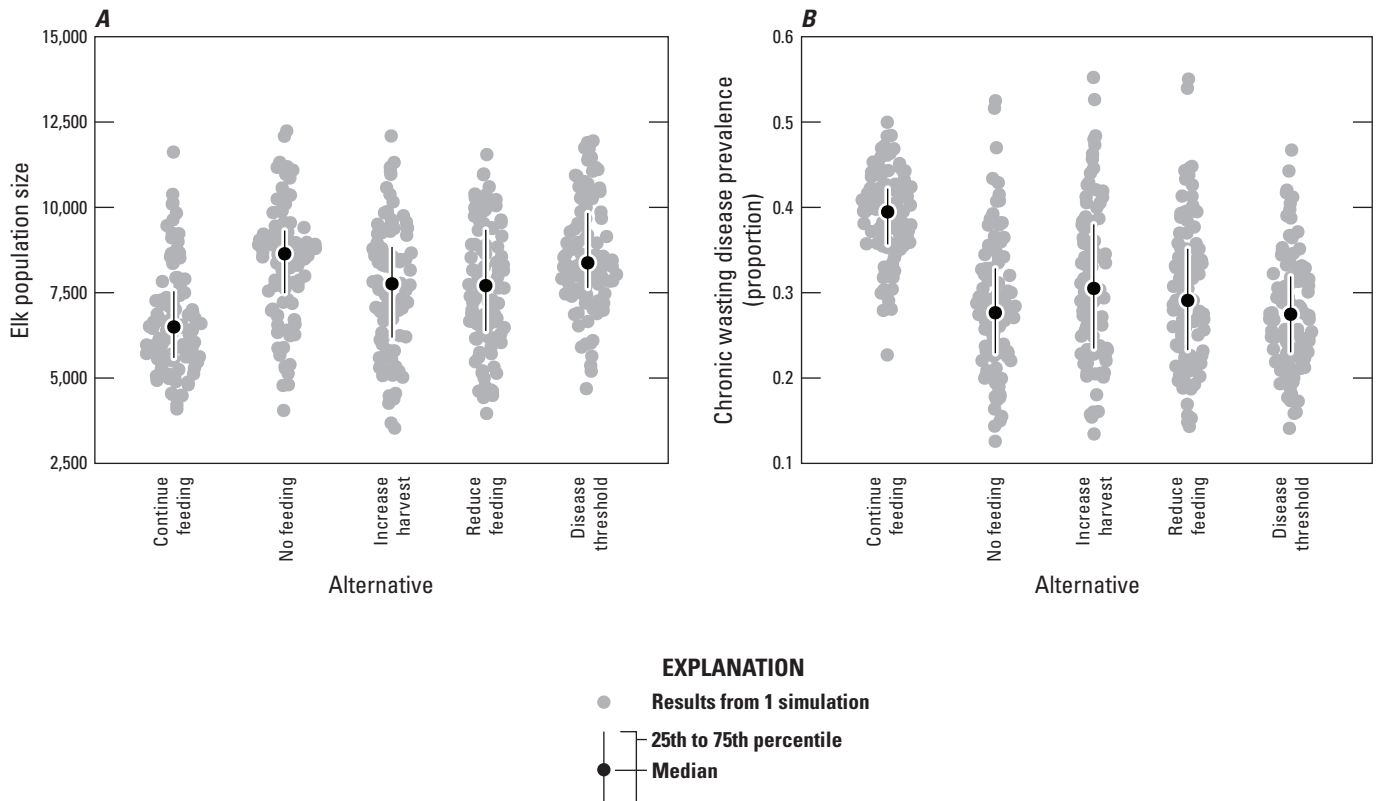 A
15,000
12,500
10,000
7,500
5,000
2,500
Elk population size
Continue
feeding
No feeding
Increase
harvest
Reduce
feeding
Disease
threshold
Alternative
B
0.6
0.5
0.4
0.3
0.2
0.1
Chronic wasting disease prevalence
(proportion)
Continue
feeding
No feeding
Increase
harvest
Reduce
feeding
Disease
threshold
Alternative
EXPLANATION
Results from 1 simulation
25th to 75th percentile
Median